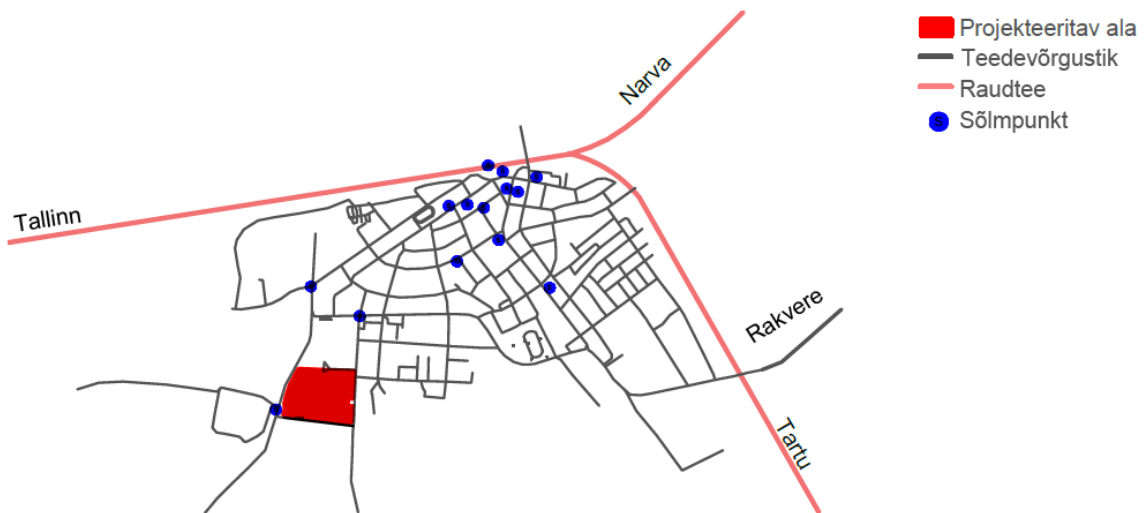 Projekteeritav ala
Teedevõrgustik
Raudtee
S Sõlmpunkt
Narva
Tallinn
Rakvere
Tartu